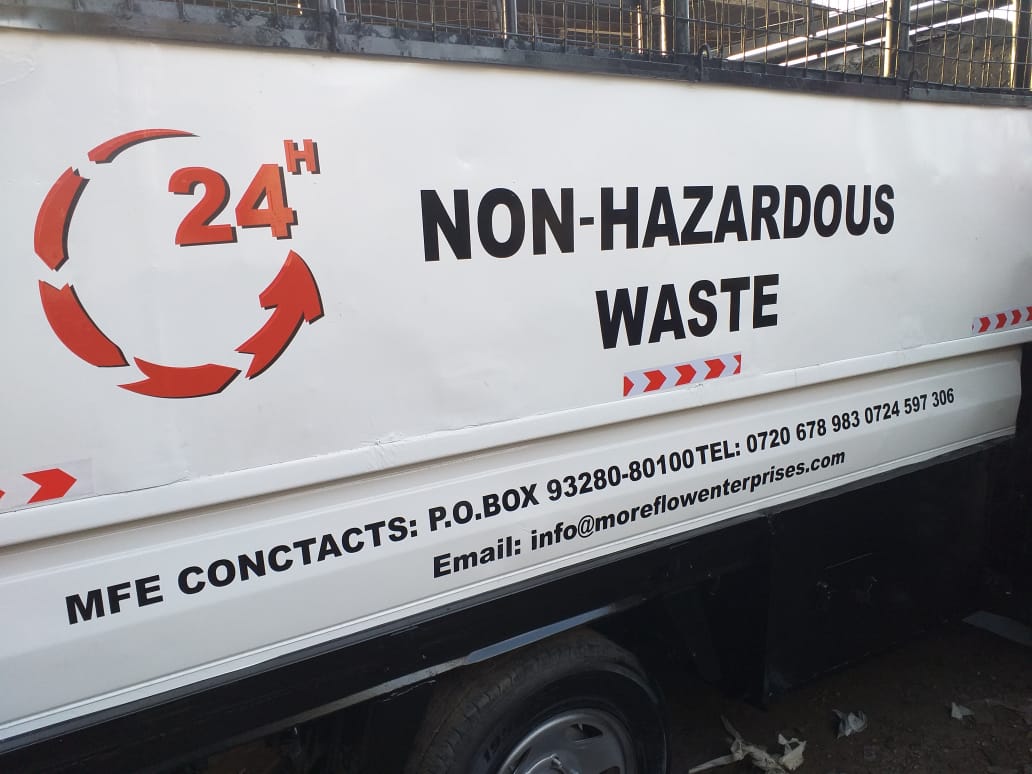 24H
NON-HAZARDOUS
WASTE
MFE CONCTACTS: P.O.BOX 93280-80100TEL: 0720 678 983 0724 597 306
Email: info@moreflowenterprises.com